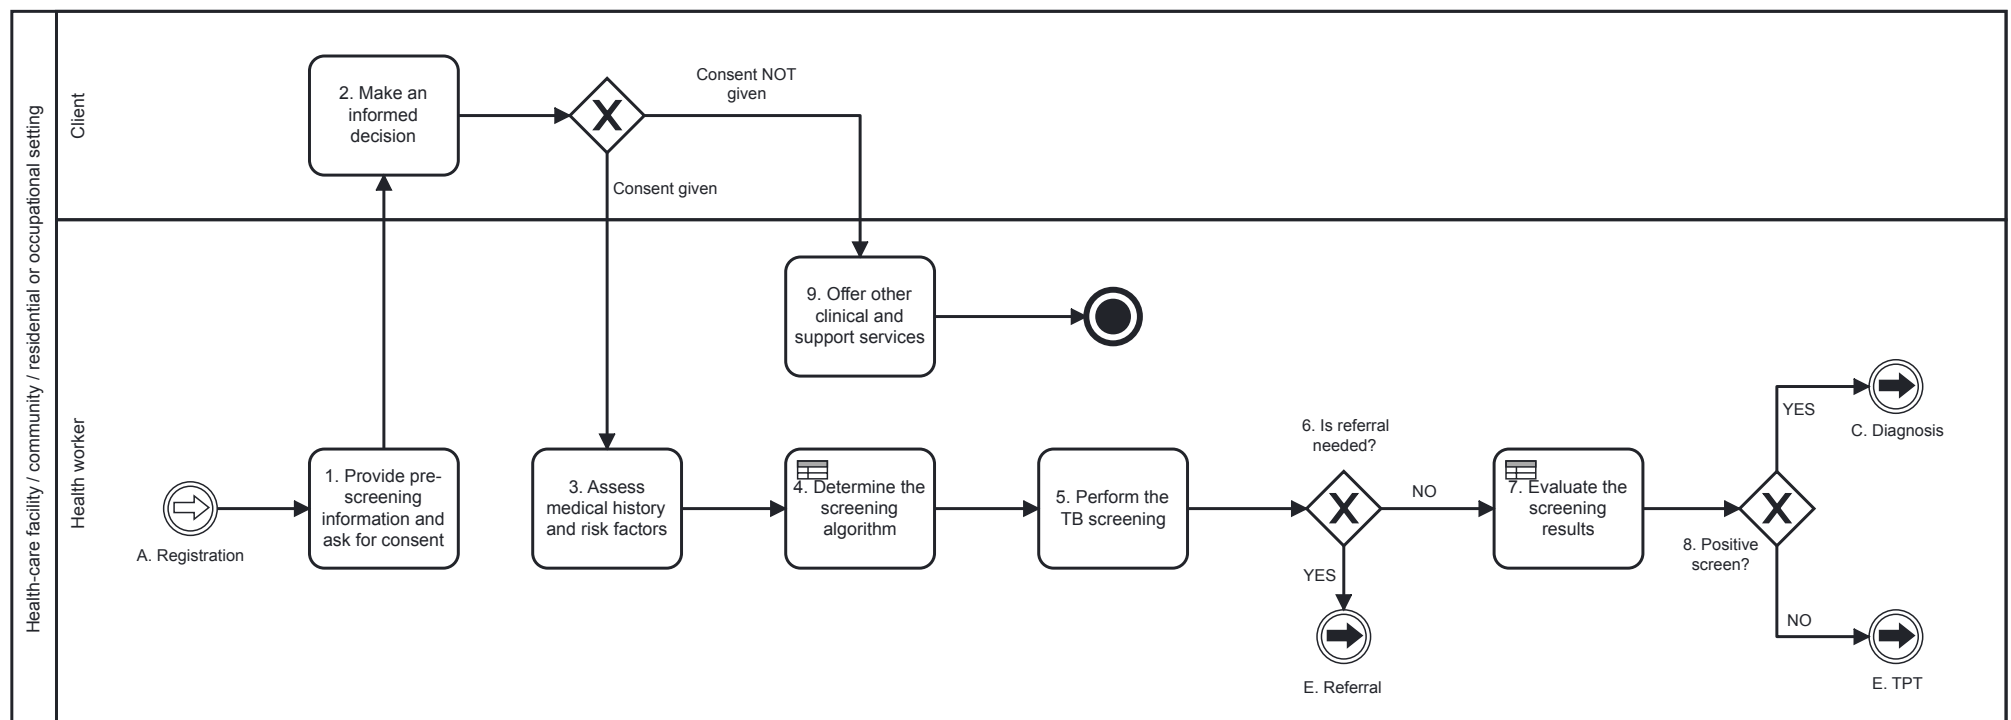 Health-care facility / community / residential or occupational setting
Client
2. Make an
informed
decision
X
Consent NOT
given
Consent given
Health worker
A. Registration
1. Provide pre-
screening
information and
ask for consent
9. Offer other
clinical and
support services
3. Assess
medical history
and risk factors
4. Determine the
screening
algorithm
5. Perform the
TB screening
6. Is referral
needed?
X
YES
E. Referral
NO
7. Evaluate the
screening
results
8. Positive
screen?
X
YES
C. Diagnosis
NO
E. TPT